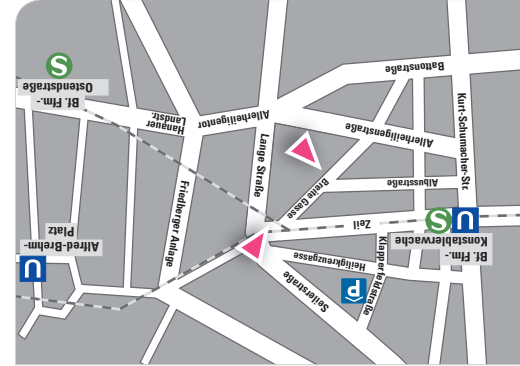 P
Seilerstraße
Klapperfeldstraße
Heiligkreuzgasse
U
Alfred-Brehm-
Platz
Bf. Ffm.-
Konstablerwache
U
S
Zeil
Friedberger Anlage
Breite Gasse
Albusstraße
Lange Straße
Kurt-Schumacher-Str.
Allerheiligenstraße
Allerheiligentor
Hanauer
Landstr.
Bf. Ffm.-
Ostendstraße
S
Battonstraße